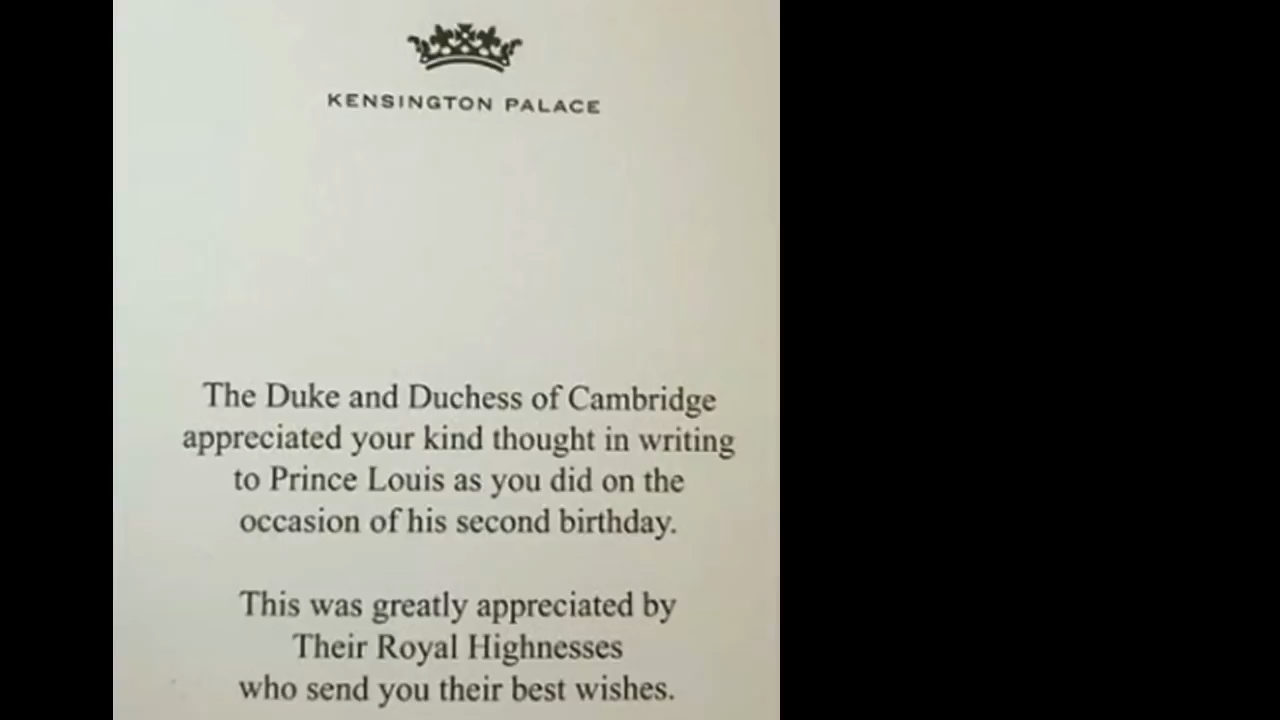 KENSINGTON PALACE
The Duke and Duchess of Cambridge
appreciated your kind thought in writing
to Prince Louis as you did on the
occasion of his second birthday.
This was greatly appreciated by
Their Royal Highnesses
who send you their best wishes.